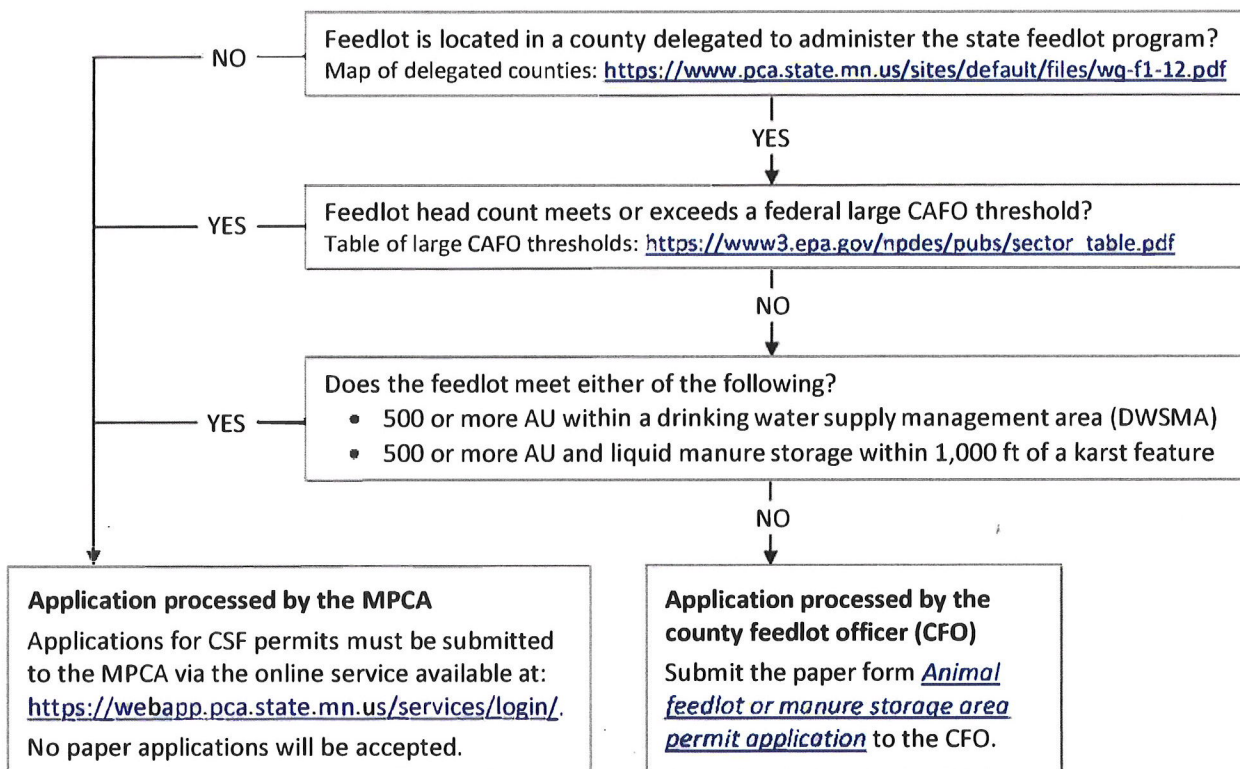 Feedlot is located in a county delegated to administer the state feedlot program?
Map of delegated counties: https://www.pca.state.mn.us/sites/default/files/wq-f1-12.pdf
NO
YES
Feedlot head count meets or exceeds a federal large CAFO threshold?
Table of large CAFO thresholds: https://www3.epa.gov/npdes/pubs/sector_table.pdf
YES
NO
Does the feedlot meet either of the following?
• 500 or more AU within a drinking water supply management area (DWSMA)
• 500 or more AU and liquid manure storage within 1,000 ft of a karst feature
YES
NO
Application processed by the MPCA
Applications for CSF permits must be submitted
to the MPCA via the online service available at:
https://webapp.pca.state.mn.us/services/login/.
No paper applications will be accepted.
Application processed by the
county feedlot officer (CFO)
Submit the paper form Animal
feedlot or manure storage area
permit application to the CFO.